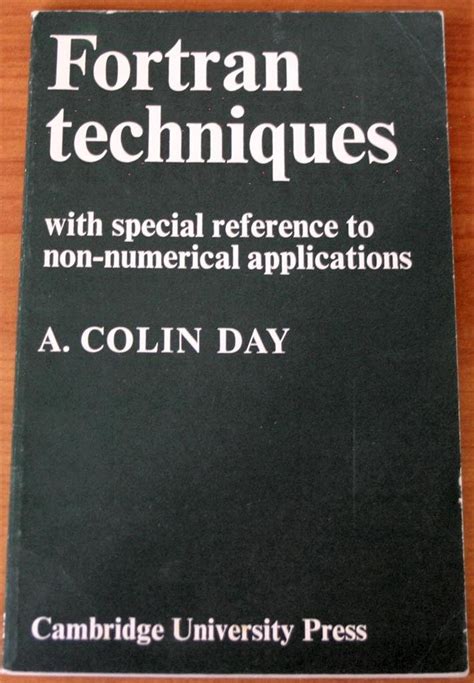 Fortran
techniques
with special reference to
non-numerical applications
A. COLIN DAY
Cambridge University Press